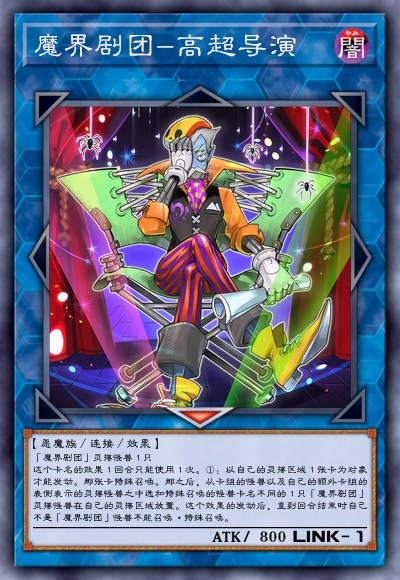 魔界剧团-高超导演
やみ
闇
【恶魔族/连接/效果】
「魔界剧团」灵摆怪兽1只
这个卡名的效果1回合只能使用1次。①:以自己的灵摆区域1张卡为对象
才能发动。那张卡特殊召唤。那之后,从卡组的怪兽以及自己的额外卡组的
表侧表示的灵摆怪兽之中选和特殊召唤的怪兽卡名不同的1只「魔界剧团」
灵摆怪兽在自己的灵摆区域放置。这个效果的发动后,直到回合结束时自己
不是「魔界剧团」怪兽不能召唤·特殊召唤。
ATK/ 800 LINK-1